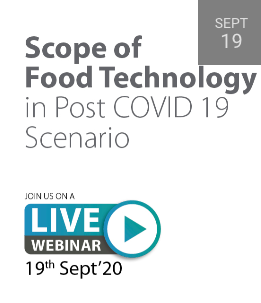 SEPT
19
Scope of
Food Technology
in Post COVID 19
Scenario
JOIN US ON A
LIVE
WEBINAR
19th Sept'20